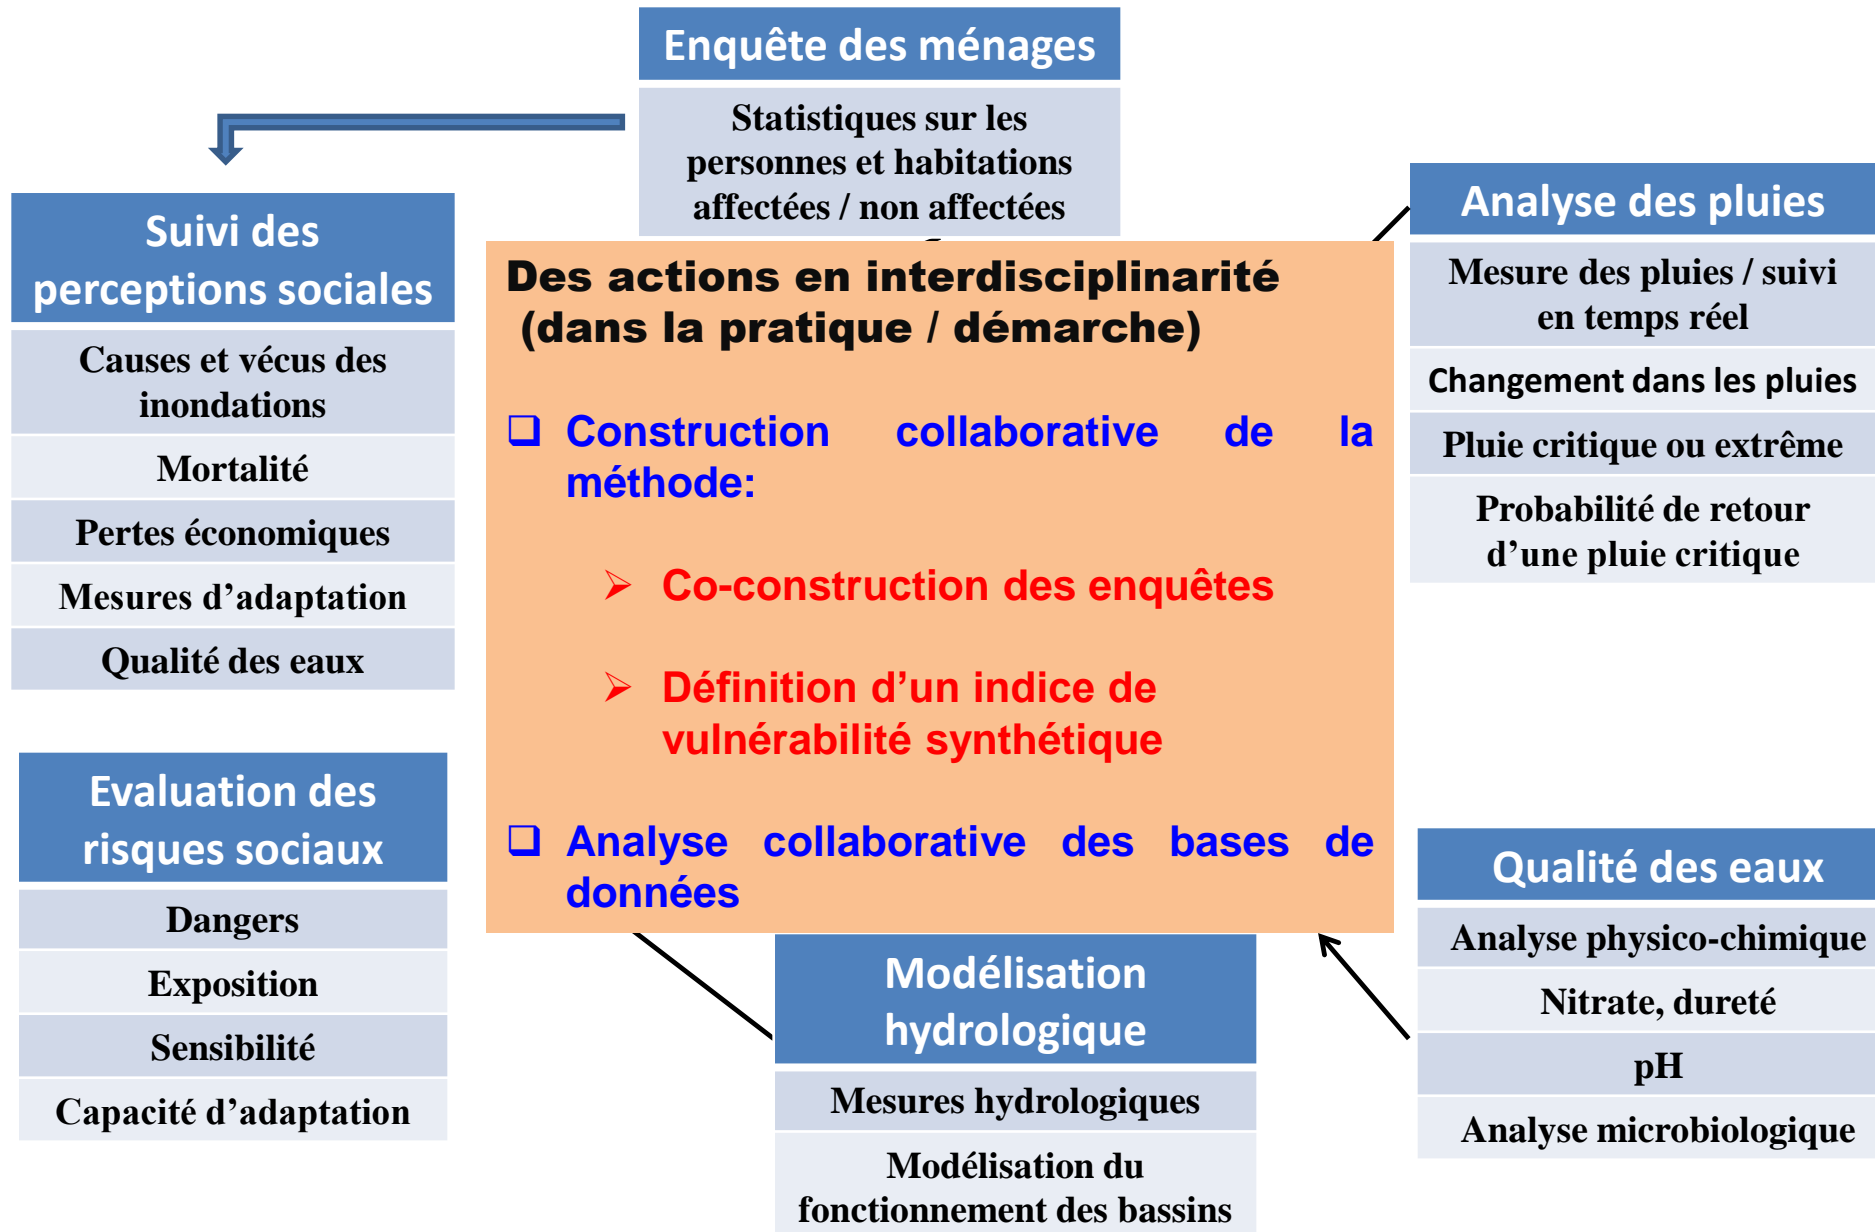 Enquête des ménages
Statistiques sur les
personnes et habitations
affectées / non affectées
Suivi des
perceptions sociales
Causes et vécus des
inondations
Mortalité
Pertes économiques
Mesures d’adaptation
Qualité des eaux
Evaluation des
risques sociaux
Dangers
Exposition
Sensibilité
Capacité d’adaptation
Des actions en interdisciplinarité
(dans la pratique / démarche)
❑ Construction collaborative de la
méthode:
➢ Co-construction des enquêtes
➢ Définition d’un indice de
vulnérabilité synthétique
❑ Analyse collaborative des bases de
données
Modélisation
hydrologique
Mesures hydrologiques
Modélisation du
fonctionnement des bassins
Analyse des pluies
Mesure des pluies / suivi
en temps réel
Changement dans les pluies
Pluie critique ou extrême
Probabilité de retour
d’une pluie critique
Qualité des eaux
Analyse physico-chimique
Nitrate, dureté
pH
Analyse microbiologique